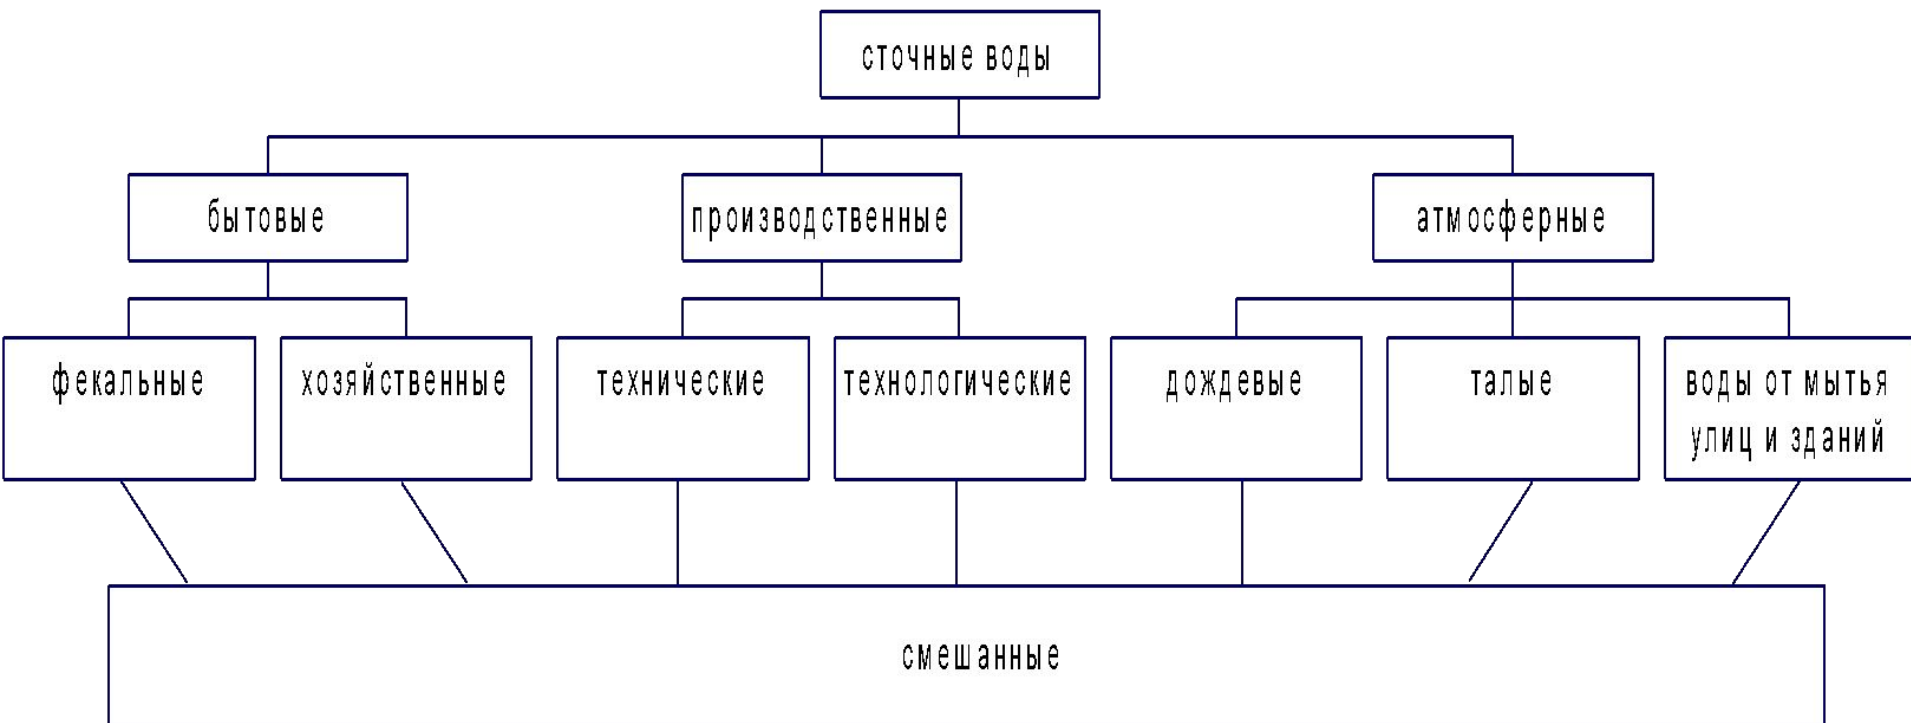 сточные воды
бытовые
производственные
атмосферные
фекальные
хозяйственные
технические
технологические
дождевые
талые
воды от мытья
улиц и зданий
смешанные